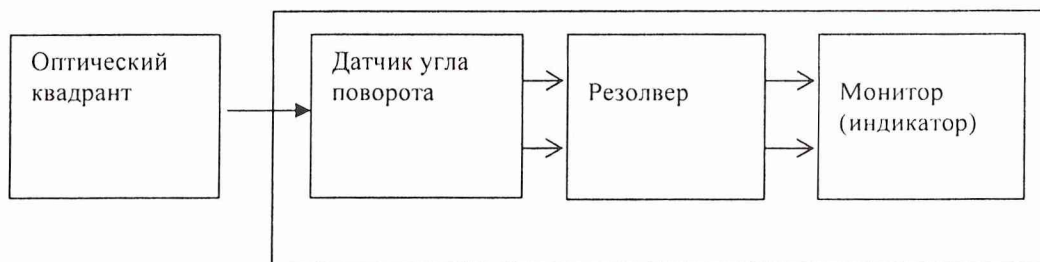 Оптический
квадрант
Датчик угла
поворота
Резолвер
Монитор
(индикатор)